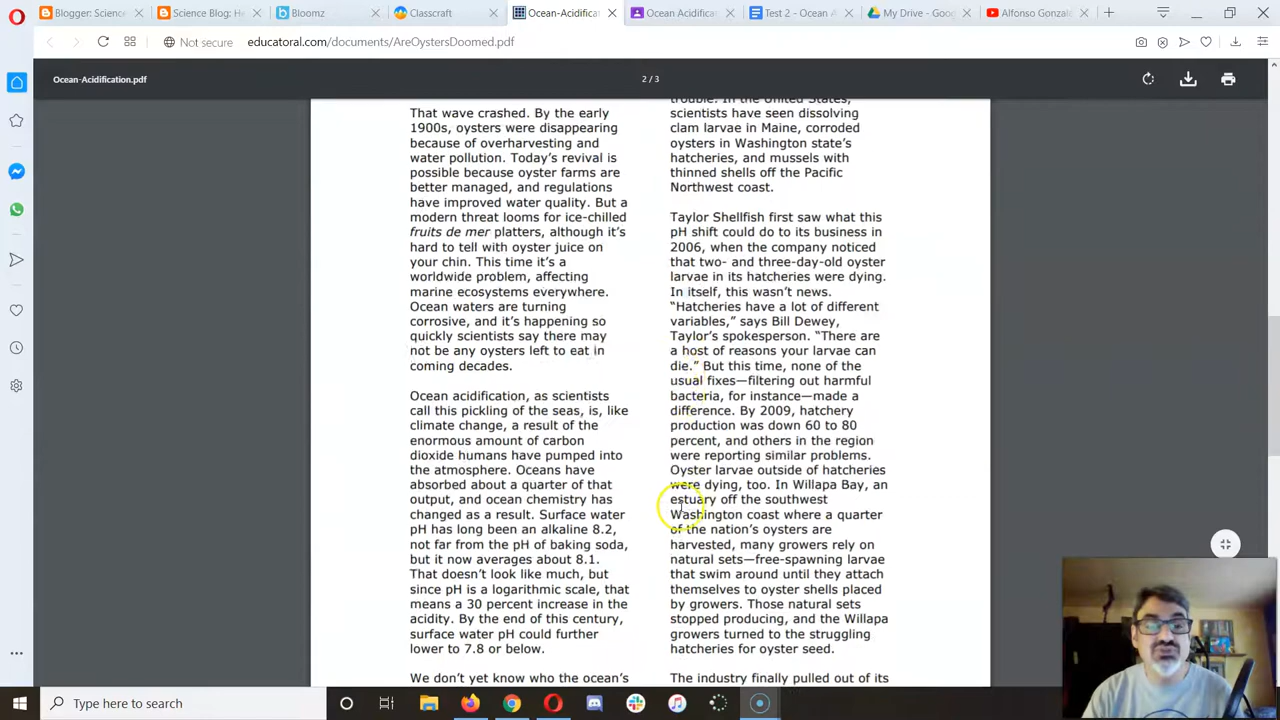 Blogger: Science
Science Blog: He
Bloomz
Classcraft
Ocean-Acidificat
Ocean Acidifica
Test 2 - Ocean A
My Drive - Goog
Alfonso Gonzale
Not secure
educatoral.com/documents/AreOystersDoomed.pdf
Ocean-Acidification.pdf
2 / 3
That wave crashed. By the early
1900s, oysters were disappearing
because of overharvesting and
water pollution. Today's revival is
possible because oyster farms are
better managed, and regulations
have improved water quality. But a
modern threat looms for ice-chilled
fruits de mer platters, although it's
hard to tell with oyster juice on
your chin. This time it's a
worldwide problem, affecting
marine ecosystems everywhere.
Ocean waters are turning
corrosive, and it's happening so
quickly scientists say there may
not be any oysters left to eat in
coming decades.
Ocean acidification, as scientists
call this pickling of the seas, is, like
climate change, a result of the
enormous amount of carbon
dioxide humans have pumped into
the atmosphere. Oceans have
absorbed about a quarter of that
output, and ocean chemistry has
changed as a result. Surface water
pH has long been an alkaline 8.2,
not far from the pH of baking soda,
but it now averages about 8.1.
That doesn't look like much, but
since pH is a logarithmic scale, that
means a 30 percent increase in the
acidity. By the end of this century,
surface water pH could further
lower to 7.8 or below.
We don't yet know who the ocean's
trouble. In the United States,
scientists have seen dissolving
clam larvae in Maine, corroded
oysters in Washington state's
hatcheries, and mussels with
thinned shells off the Pacific
Northwest coast.
Taylor Shellfish first saw what this
pH shift could do to its business in
2006, when the company noticed
that two- and three-day-old oyster
larvae in its hatcheries were dying.
In itself, this wasn't news.
"Hatcheries have a lot of different
variables," says Bill Dewey,
Taylor's spokesperson. "There are
a host of reasons your larvae can
die." But this time, none of the
usual fixes—filtering out harmful
bacteria, for instance—made a
difference. By 2009, hatchery
production was down 60 to 80
percent, and others in the region
were reporting similar problems.
Oyster larvae outside of hatcheries
were dying, too. In Willapa Bay, an
estuary off the southwest
Washington coast where a quarter
of the nation's oysters are
harvested, many growers rely on
natural sets—free-spawning larvae
that swim around until they attach
themselves to oyster shells placed
by growers. Those natural sets
stopped producing, and the Willapa
growers turned to the struggling
hatcheries for oyster seed.
The industry finally pulled out of its
Type here to search